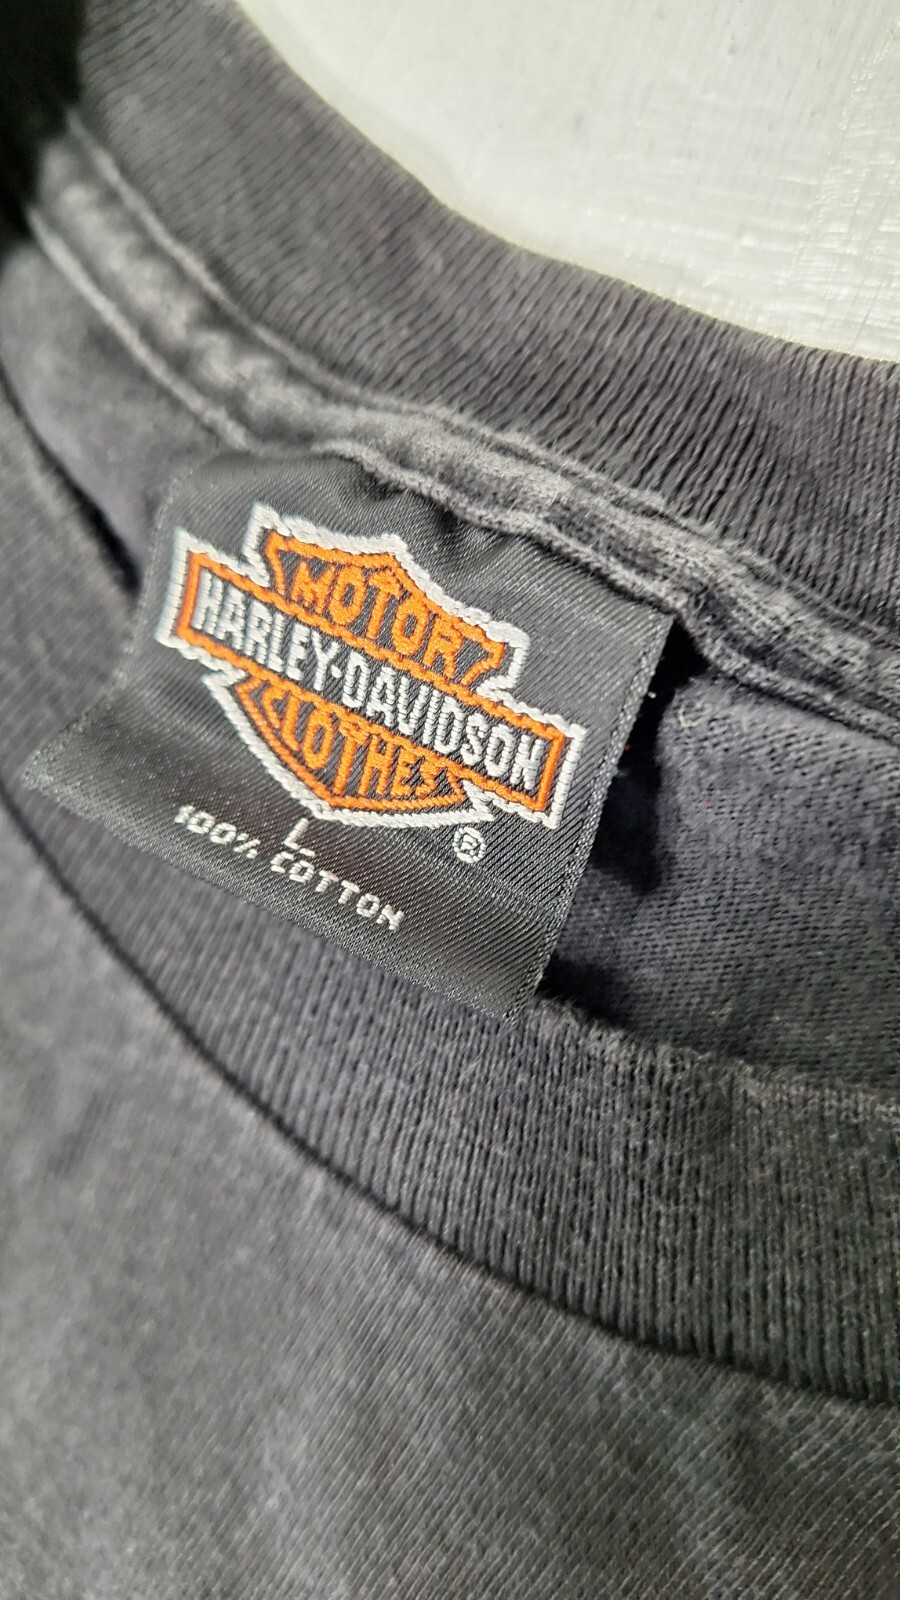 MOTOR
HARLEY-DAVIDSON
CLOTHES
®
L
100% COTTON